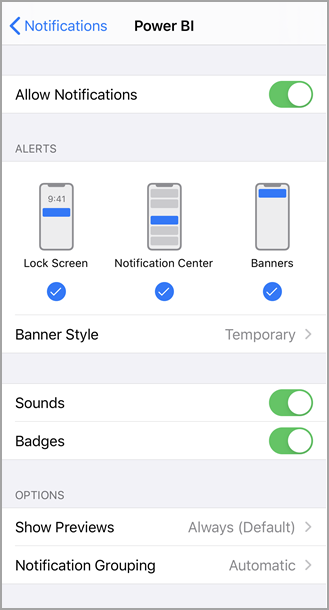 Notifications Power BI
Allow Notifications
ALERTS
9:41
Lock Screen Notification Center Banners
Banner Style Temporary
Sounds
Badges
OPTIONS
Show Previews Always (Default)
Notification Grouping Automatic